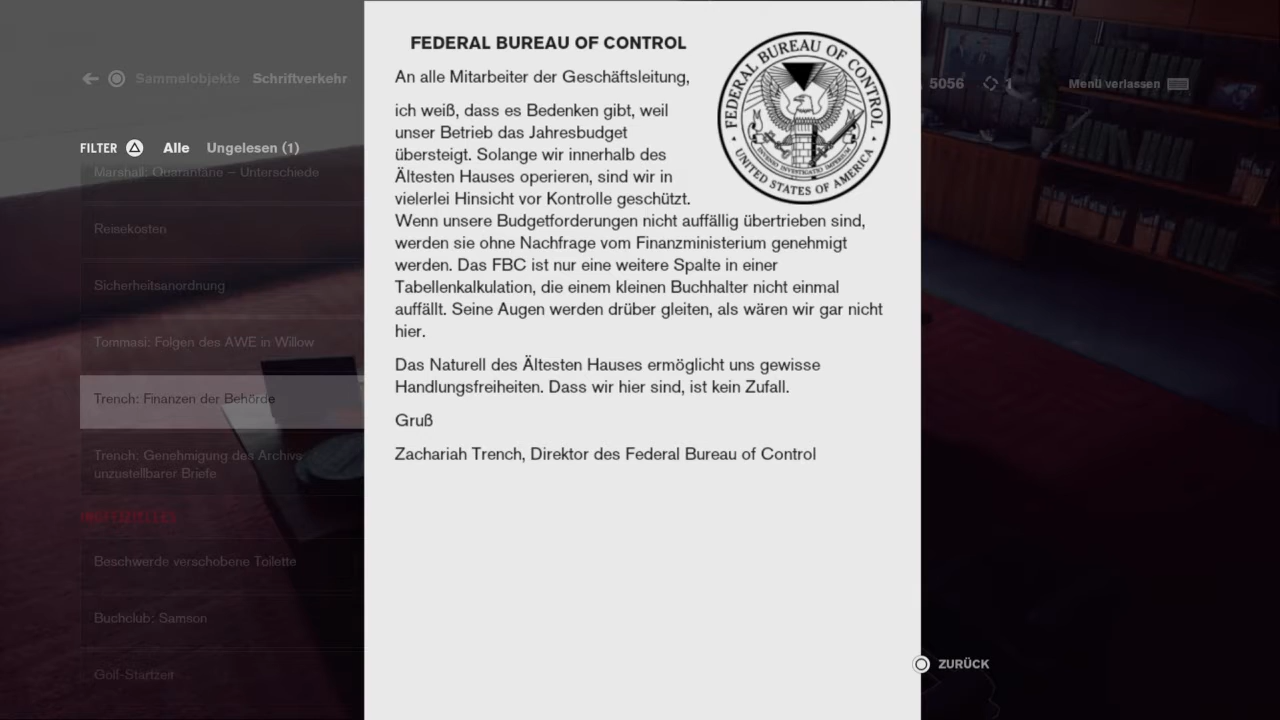 Sammelobjekte Schriftverkehr
5056 1
Menü verlassen
FILTER Alle Ungelesen (1)
Marshall: Quarantäne – Unterschiede
Reisekosten
Sicherheitsanordnung
Tommasi: Folgen des AWE in Willow
Trench: Finanzen der Behörde
Trench: Genehmigung des Archivs
unzustellbarer Briefe
Beschwerde verschobene Toilette
Buchclub: Samson
Golf-Startzeit
FEDERAL BUREAU OF CONTROL
An alle Mitarbeiter der Geschäftsleitung,
ich weiß, dass es Bedenken gibt, weil
unser Betrieb das Jahresbudget
übersteigt. Solange wir innerhalb des
Ältesten Hauses operieren, sind wir in
vielerlei Hinsicht vor Kontrolle geschützt.
Wenn unsere Budgetforderungen nicht auffällig übertrieben sind,
werden sie ohne Nachfrage vom Finanzministerium genehmigt
werden. Das FBC ist nur eine weitere Spalte in einer
Tabellenkalkulation, die einem kleinen Buchhalter nicht einmal
auffällt. Seine Augen werden drüber gleiten, als wären wir gar nicht
hier.
Das Naturell des Ältesten Hauses ermöglicht uns gewisse
Handlungsfreiheiten. Dass wir hier sind, ist kein Zufall.
Gruß
Zachariah Trench, Direktor des Federal Bureau of Control
FEDERAL BUREAU OF CONTROL
UNITED STATES OF AMERICA
ZURÜCK